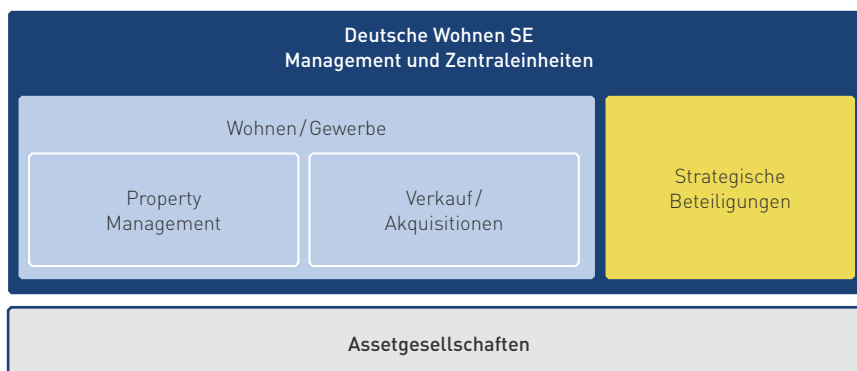 Deutsche Wohnen SE
Management und Zentraleinheiten
Wohnen/Gewerbe
Property
Management
Verkauf/
Akquisitionen
Strategische
Beteiligungen
Assetgesellschaften